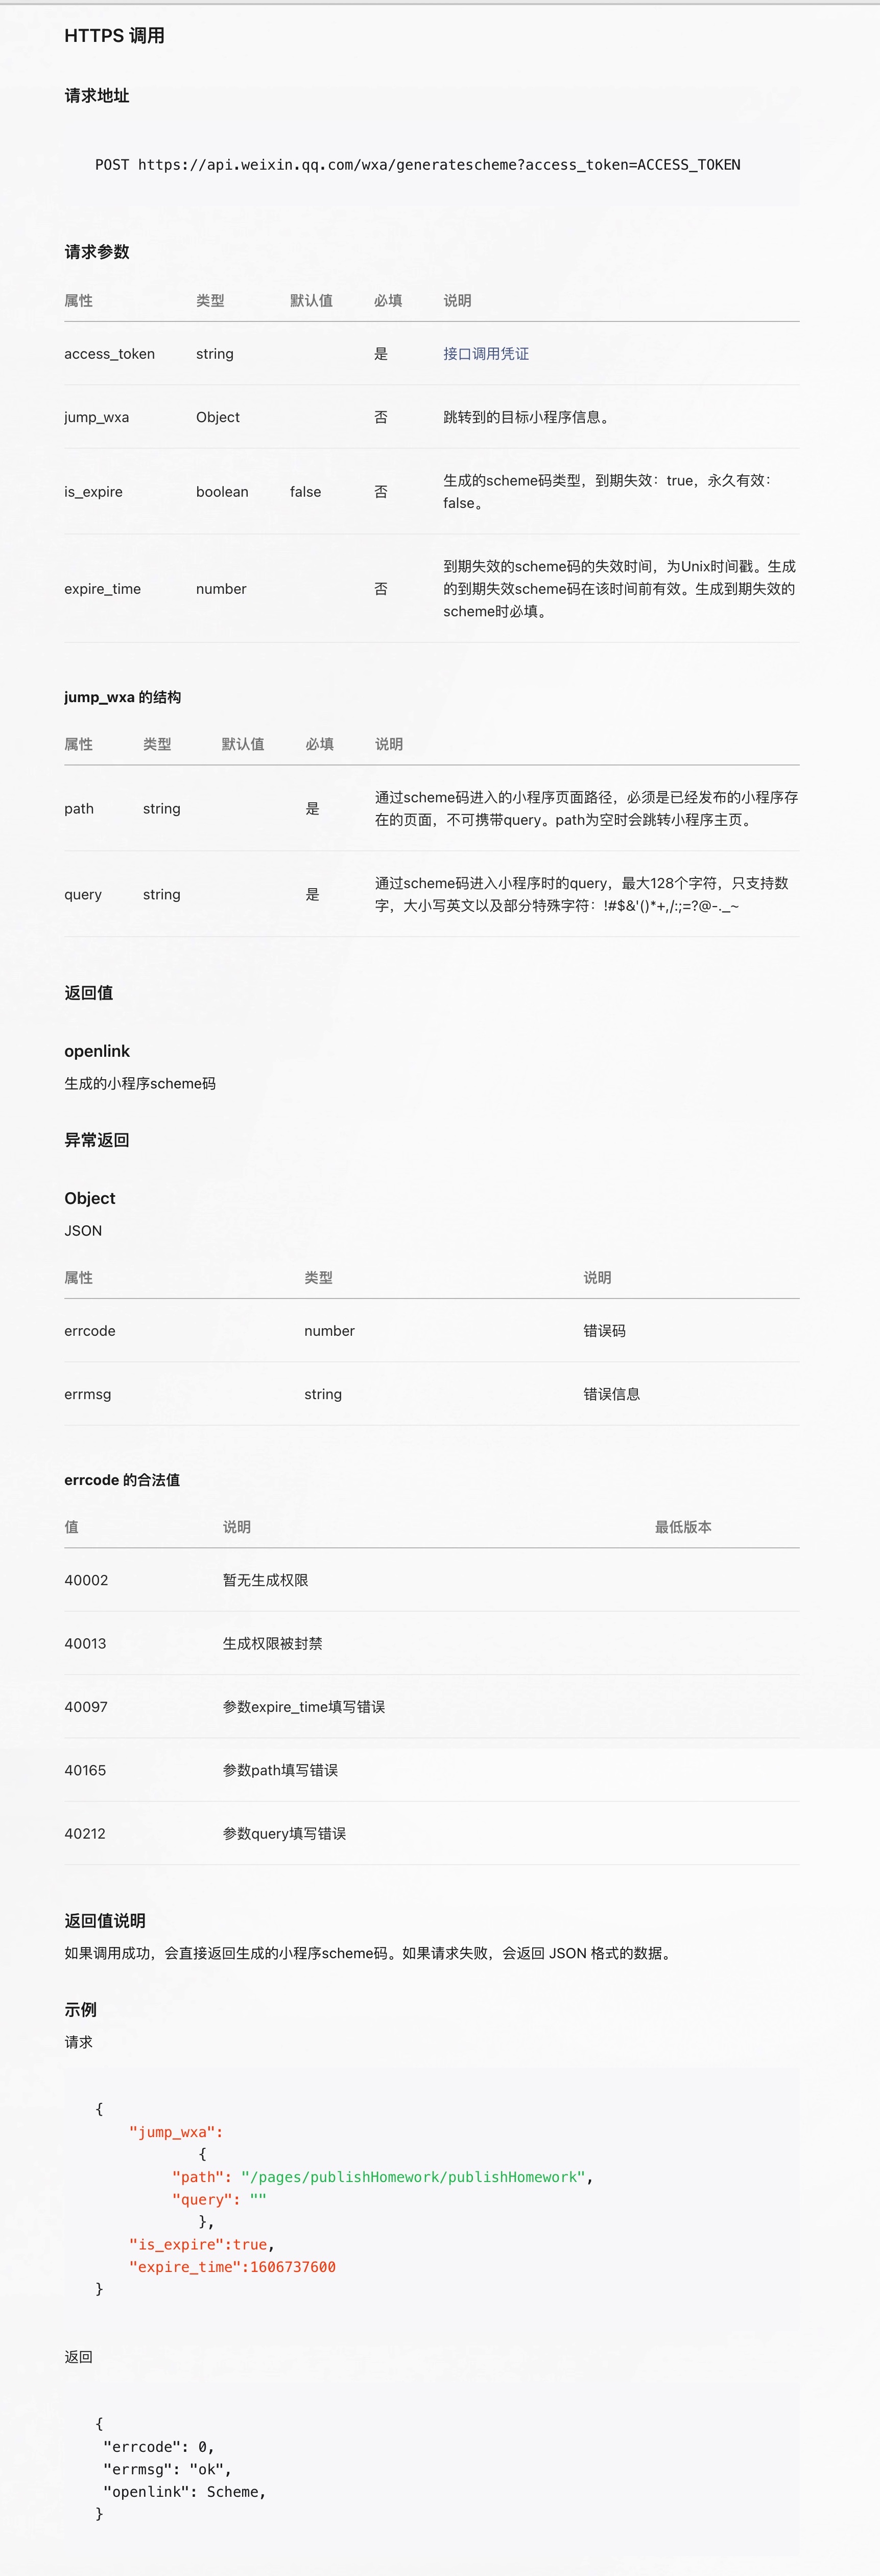 HTTPS 调用
请求地址
POST https://api.weixin.qq.com/wxa/generatescheme?access_token=ACCESS_TOKEN
请求参数
属性 类型 默认值 必填 说明
access_token string 是 接口调用凭证
jump_wxa Object 否 跳转到的目标小程序信息。
is_expire boolean false 否 生成的scheme码类型，到期失效：true，永久有效：
false。
expire_time number 否 到期失效的scheme码的失效时间，为Unix时间戳。生成
的到期失效scheme码在该时间前有效。生成到期失效的
scheme时必填。
jump_wxa 的结构
属性 类型 默认值 必填 说明
path string 是 通过scheme码进入的小程序页面路径，必须是已经发布的小程序存
在的页面，不可携带query。path为空时会跳转小程序主页。
query string 是 通过scheme码进入小程序时的query，最大128个字符，只支持数
字，大小写英文以及部分特殊字符：!#$&'()*+,/:;=?@-._~
返回值
openlink
生成的小程序scheme码
异常返回
Object
JSON
属性 类型 说明
errcode number 错误码
errmsg string 错误信息
errcode 的合法值
值 说明 最低版本
40002 暂无生成权限
40013 生成权限被封禁
40097 参数expire_time填写错误
40165 参数path填写错误
40212 参数query填写错误
返回值说明
如果调用成功，会直接返回生成的小程序scheme码。如果请求失败，会返回 JSON 格式的数据。
示例
请求
{
"jump_wxa":
{
"path": "/pages/publishHomework/publishHomework",
"query": ""
},
"is_expire":true,
"expire_time":1606737600
}
返回
{
"errcode": 0,
"errmsg": "ok",
"openlink": Scheme,
}